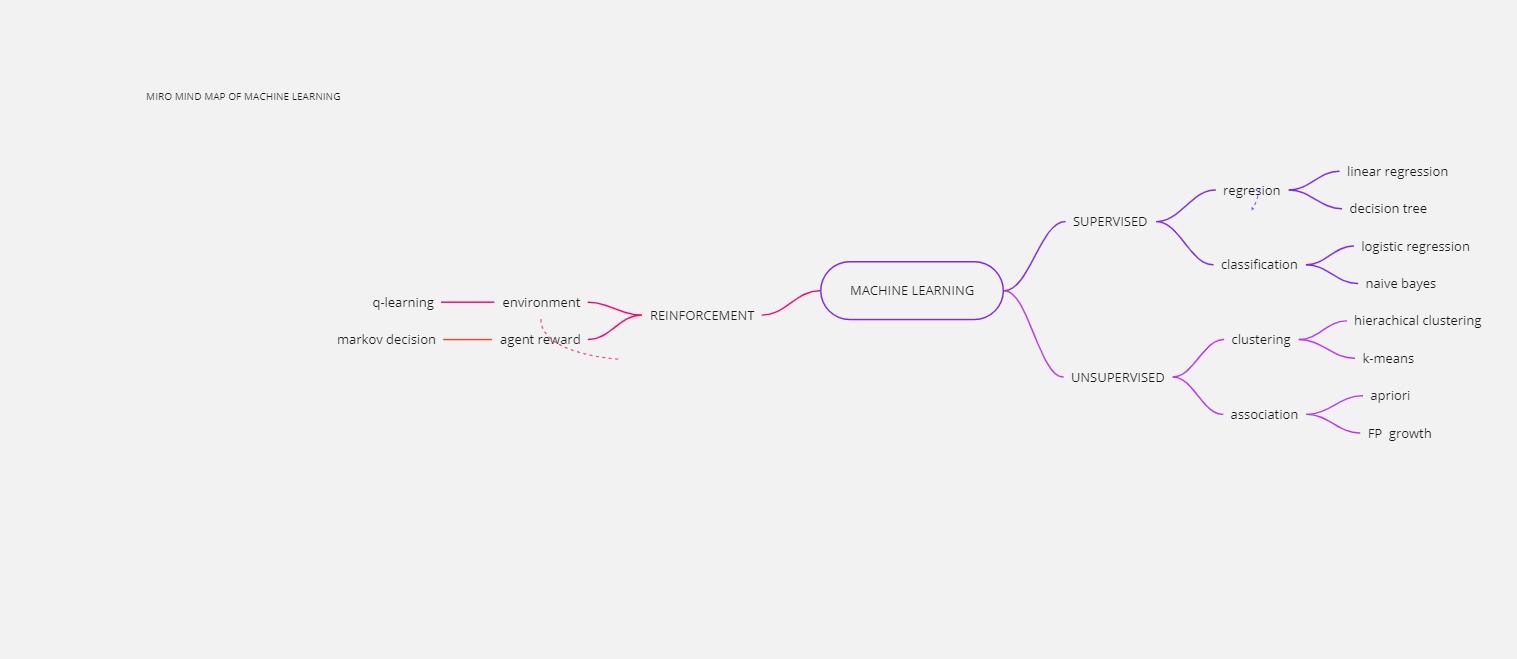 MIRO MIND MAP OF MACHINE LEARNING
MACHINE LEARNING
SUPERVISED
regresion
linear regression
decision tree
classification
logistic regression
naive bayes
UNSUPERVISED
clustering
hierachical clustering
k-means
association
apriori
FP  growth
REINFORCEMENT
environment
q-learning
agent reward
markov decision